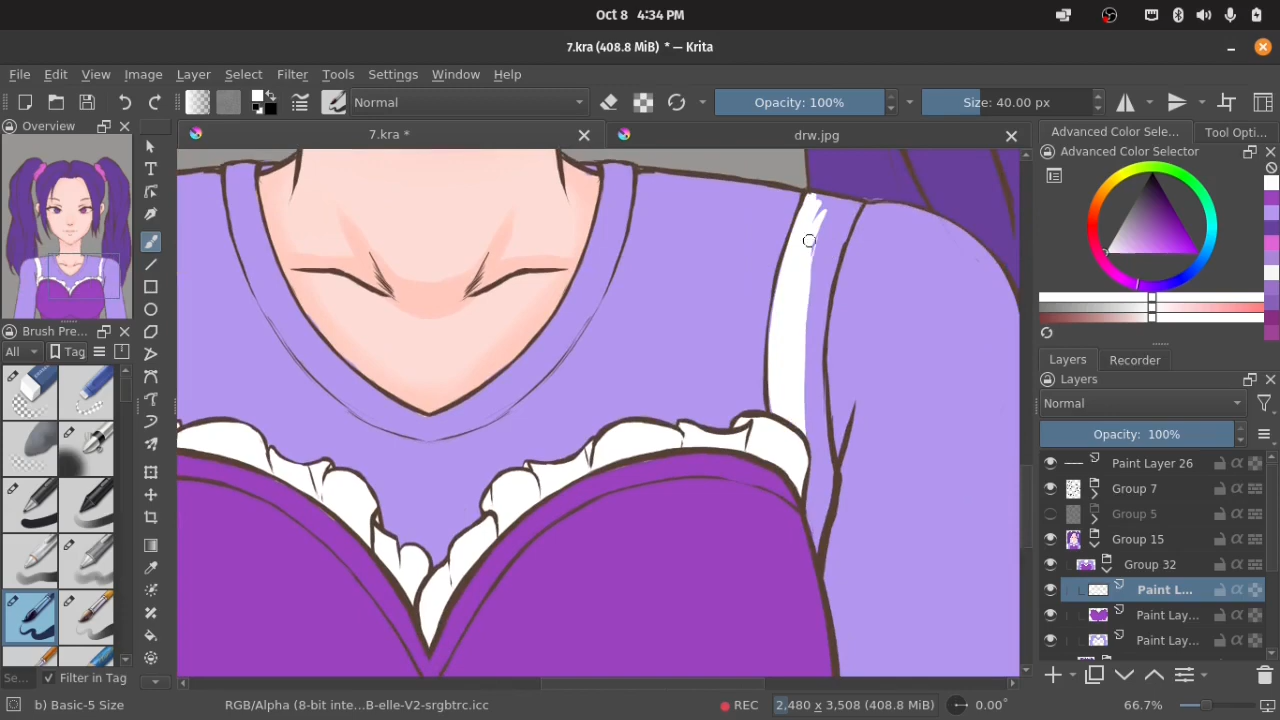 Oct 8 4:34 PM
7.kra (408.8 MiB) * — Krita
File Edit View Image Layer Select Filter Tools Settings Window Help
Normal Opacity: 100% Size: 40.00 px
Overview
7.kra *
drw.jpg
Advanced Color Sele...
Tool Opti...
Advanced Color Selector
Brush Pre...
All
Tag
Layers
Recorder
Layers
Normal
Opacity: 100%
Paint Layer 26
Group 7
Group 5
Group 15
Group 32
Paint L...
Paint Lay...
Paint Lay...
Se...
Filter in Tag
b) Basic-5 Size
RGB/Alpha (8-bit inte...B-elle-V2-srgbtrc.icc
REC
2,480 x 3,508 (408.8 MiB)
0.00°
66.7%